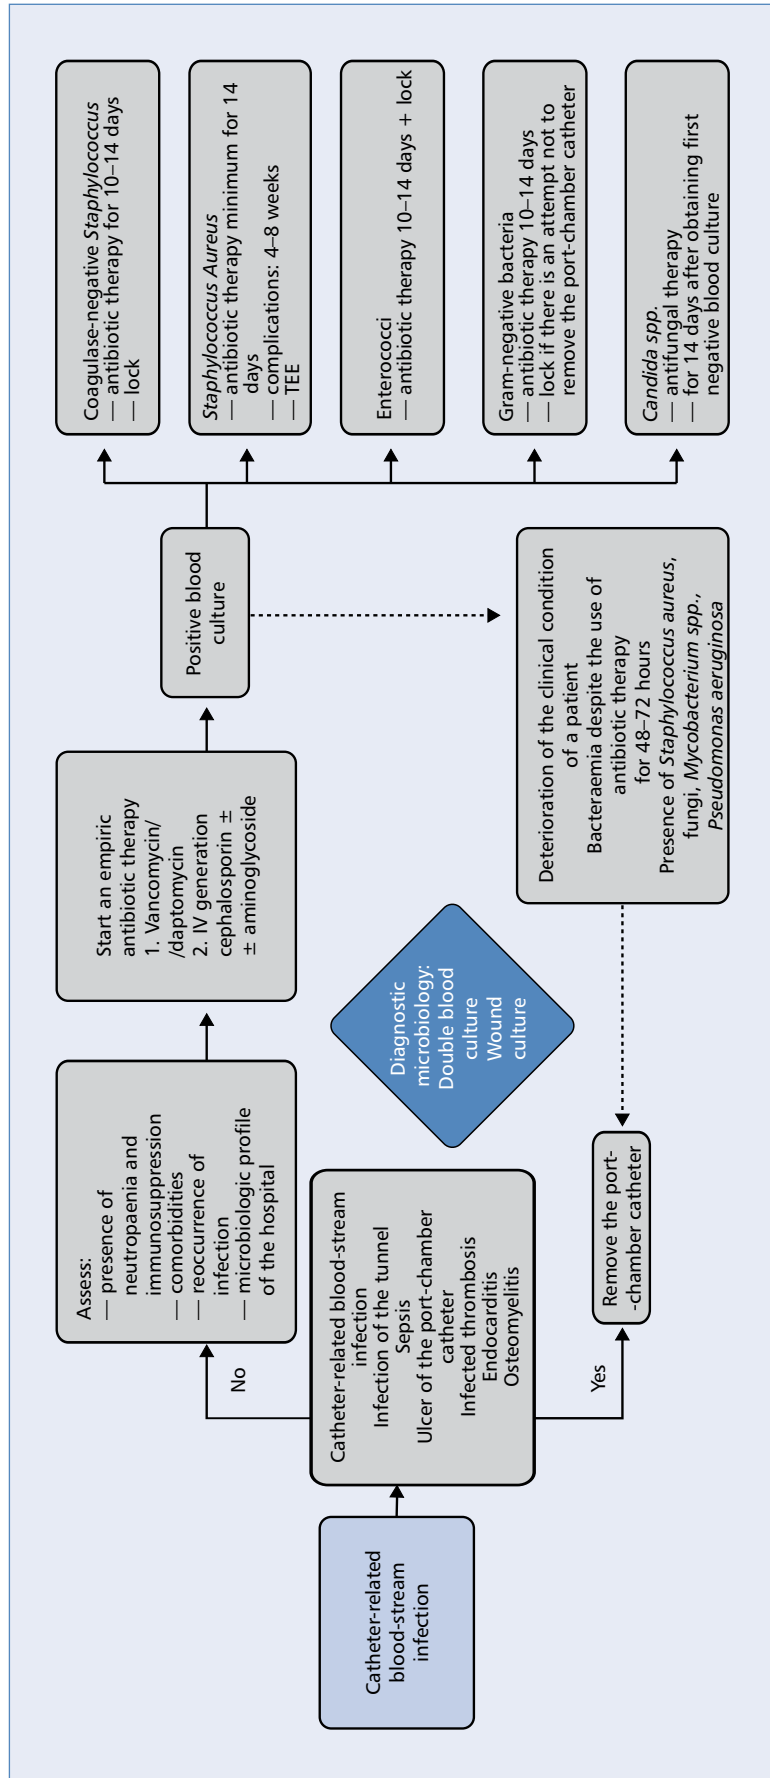 Catheter-related
blood-stream
infection
Catheter-related blood-stream
infection
Infection of the tunnel
Sepsis
Ulcer of the port-chamber
catheter
Infected thrombosis
Endocarditis
Osteomyelitis
No
Yes
Assess:
— presence of
neutropaenia and
immunosuppression
— comorbidities
— reoccurrence of
infection
— microbiologic profile
of the hospital
Remove the port-
-chamber catheter
Diagnostic
microbiology:
Double blood
culture
Wound
culture
Start an empiric
antibiotic therapy
1. Vancomycin/
/daptomycin
2. IV generation
cephalosporin ±
± aminoglycoside
Positive blood
culture
Deterioration of the clinical condition
of a patient
Bacteraemia despite the use of
antibiotic therapy
for 48–72 hours
Presence of Staphylococcus aureus,
fungi, Mycobacterium spp.,
Pseudomonas aeruginosa
Coagulase-negative Staphylococcus
— antibiotic therapy for 10–14 days
— lock
Staphylococcus Aureus
— antibiotic therapy minimum for 14
days
— complications: 4–8 weeks
— TEE
Enterococci
— antibiotic therapy 10–14 days + lock
Gram-negative bacteria
— antibiotic therapy 10–14 days
— lock if there is an attempt not to
remove the port-chamber catheter
Candida spp.
— antifungal therapy
— for 14 days after obtaining first
negative blood culture